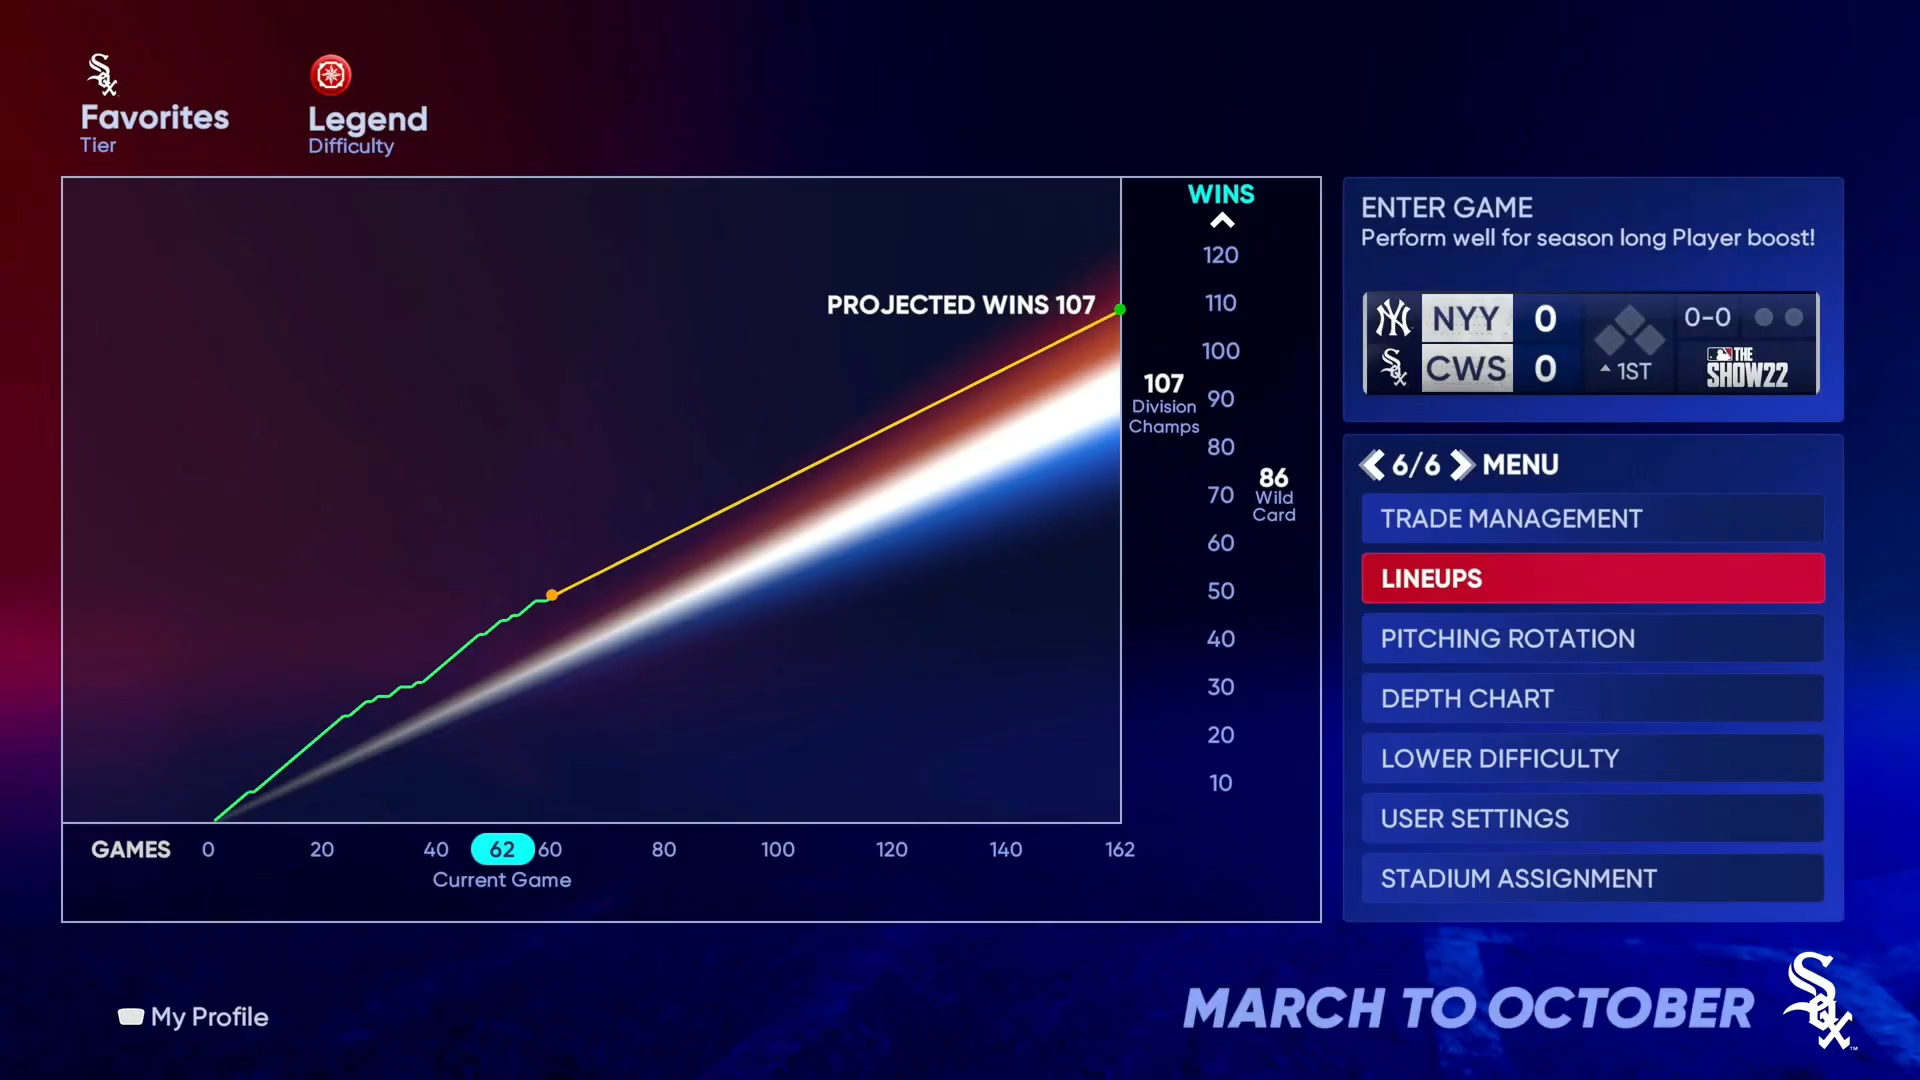 Favorites
Tier
Legend
Difficulty
WINS
120
110
100
90
80
70
60
50
40
30
20
10
PROJECTED WINS 107
107
Division
Champs
86
Wild
Card
GAMES 0 20 40 62 60 80 100 120 140 162
Current Game
ENTER GAME
Perform well for season long Player boost!
NY NYY 0 0-0
Sox CWS 0 1ST THE SHOW22
6/6 MENU
TRADE MANAGEMENT
LINEUPS
PITCHING ROTATION
DEPTH CHART
LOWER DIFFICULTY
USER SETTINGS
STADIUM ASSIGNMENT
My Profile
MARCH TO OCTOBER Sox